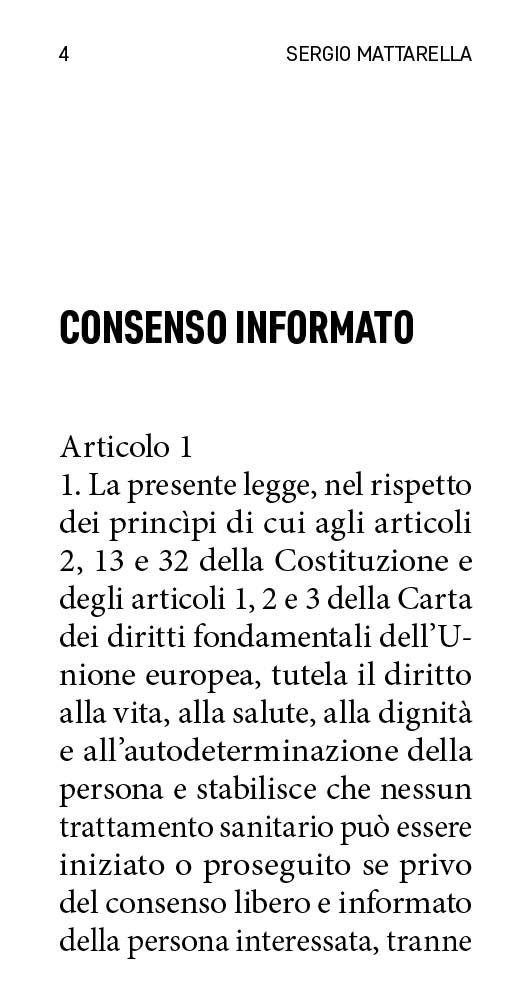 4 SERGIO MATTARELLA
CONSENSO INFORMATO
Articolo 1
1. La presente legge, nel rispetto
dei princìpi di cui agli articoli
2, 13 e 32 della Costituzione e
degli articoli 1, 2 e 3 della Carta
dei diritti fondamentali dell’U-
nione europea, tutela il diritto
alla vita, alla salute, alla dignità
e all’autodeterminazione della
persona e stabilisce che nessun
trattamento sanitario può essere
iniziato o proseguito se privo
del consenso libero e informato
della persona interessata, tranne